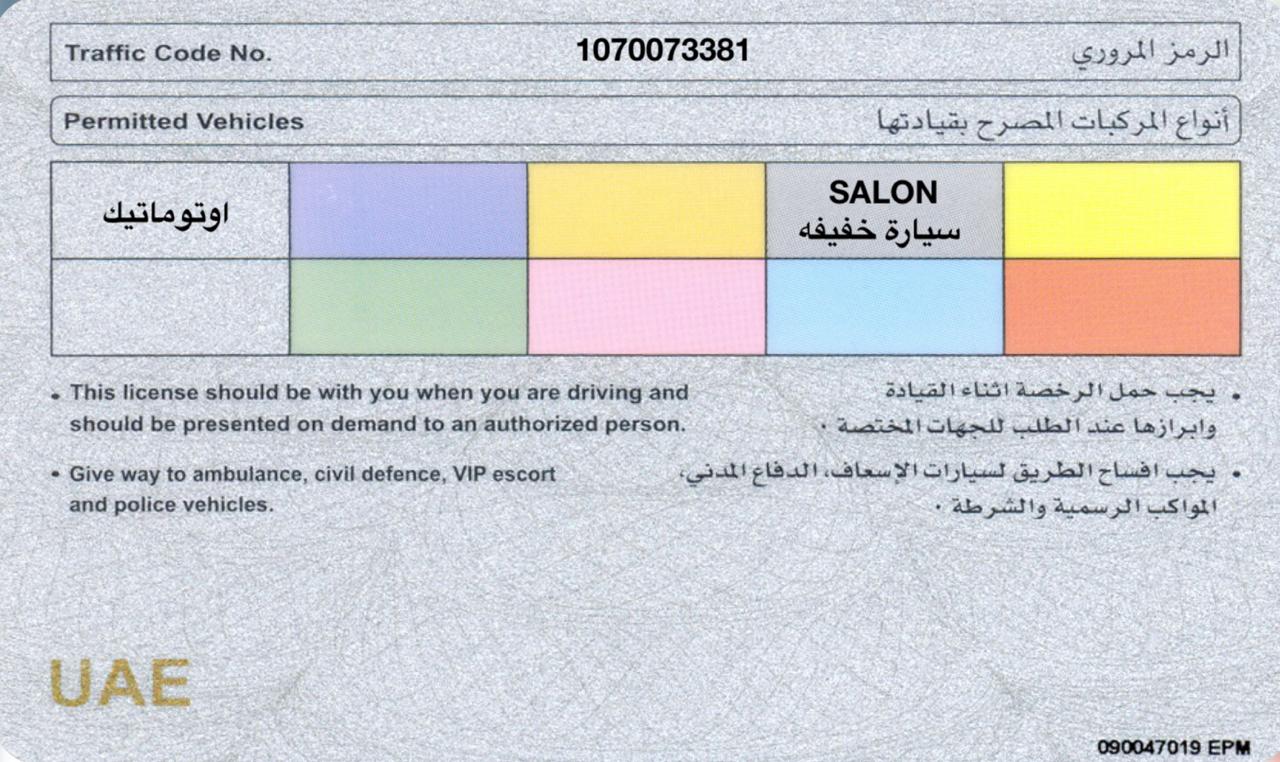 Traffic Code No. 1070073381 الرمز المروري
Permitted Vehicles أنواع المركبات المصرح بقيادتها
اوتوماتيك
SALON
سيارة خفيفه
This license should be with you when you are driving and
should be presented on demand to an authorized person.
يجب حمل الرخصة اثناء القيادة
وابرازها عند الطلب للجهات المختصة .
Give way to ambulance, civil defence, VIP escort
and police vehicles.
يجب افساح الطريق لسيارات الإسعاف، الدفاع المدني،
المواكب الرسمية والشرطة .
UAE
090047019 EPM